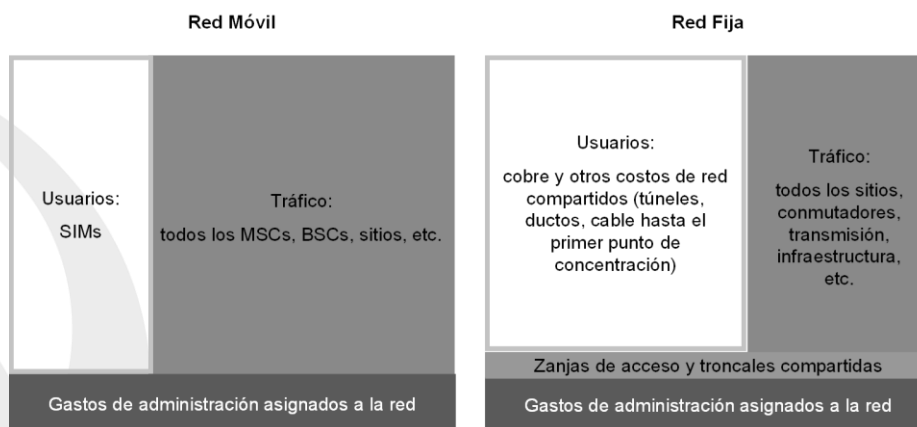 Red Móvil
Usuarios:
SIMs
Tráfico:
todos los MSCs, BSCs, sitios, etc.
Gastos de administración asignados a la red
Red Fija
Usuarios:
cobre y otros costos de red
compartidos (túneles,
ductos, cable hasta el
primer punto de
concentración)
Tráfico:
todos los sitios,
conmutadores,
transmisión,
infraestructura,
etc.
Zanjas de acceso y troncales compartidas
Gastos de administración asignados a la red